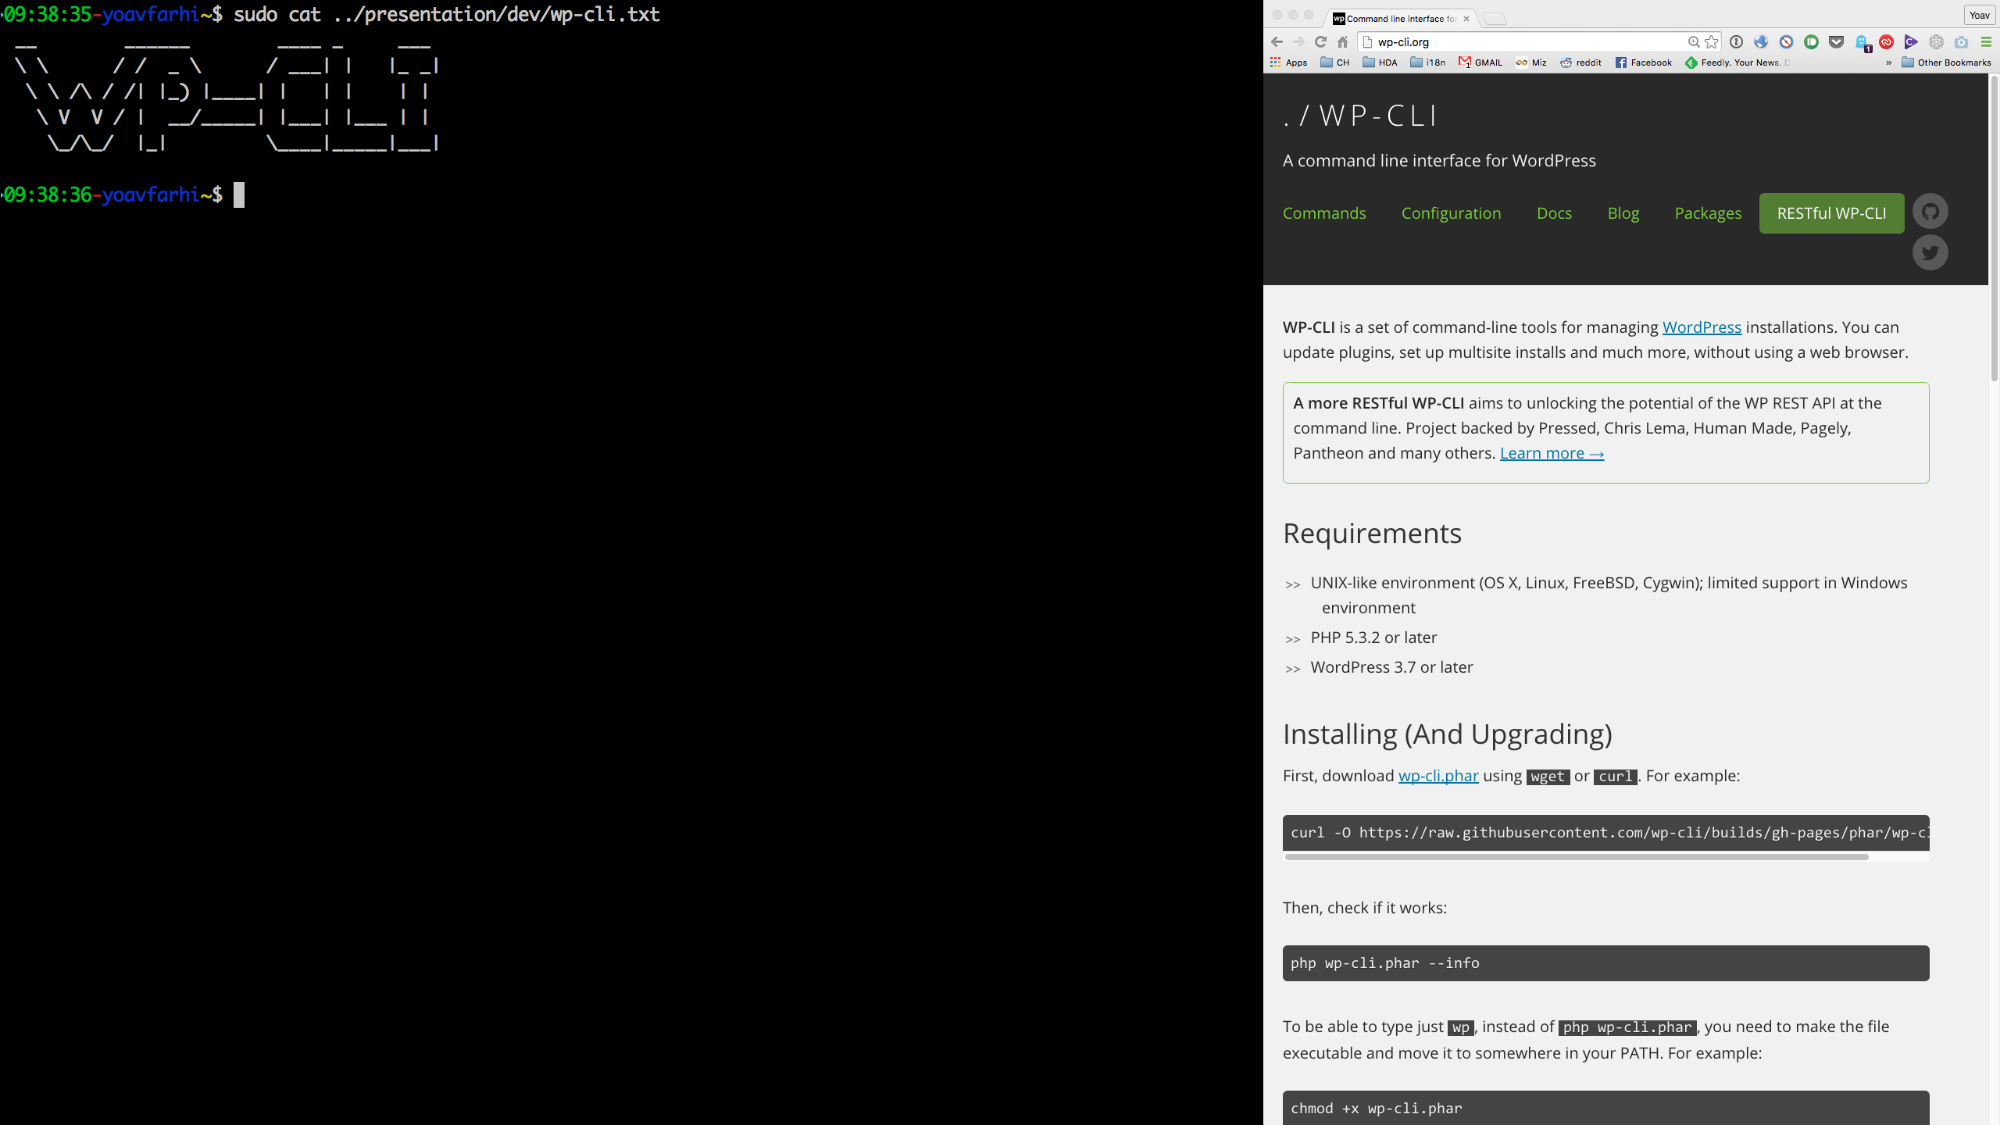 09:38:35-yoavfarhi~$ sudo cat ../presentation/dev/wp-cli.txt
WP-CLI
09:38:36-yoavfarhi~$
Command line interface for
Yoav
wp-cli.org
1
Apps CH HDA i18n GMAIL Miz reddit Facebook Feedly. Your News. » Other Bookmarks
./WP-CLI
A command line interface for WordPress
Commands Configuration Docs Blog Packages RESTful WP-CLI
WP-CLI is a set of command-line tools for managing WordPress installations. You can
update plugins, set up multisite installs and much more, without using a web browser.
A more RESTful WP-CLI aims to unlocking the potential of the WP REST API at the
command line. Project backed by Pressed, Chris Lema, Human Made, Pagely,
Pantheon and many others. Learn more →
Requirements
>> UNIX-like environment (OS X, Linux, FreeBSD, Cygwin); limited support in Windows
environment
>> PHP 5.3.2 or later
>> WordPress 3.7 or later
Installing (And Upgrading)
First, download wp-cli.phar using wget or curl. For example:
curl -O https://raw.githubusercontent.com/wp-cli/builds/gh-pages/phar/wp-cl
Then, check if it works:
php wp-cli.phar --info
To be able to type just wp, instead of php wp-cli.phar, you need to make the file
executable and move it to somewhere in your PATH. For example:
chmod +x wp-cli.phar